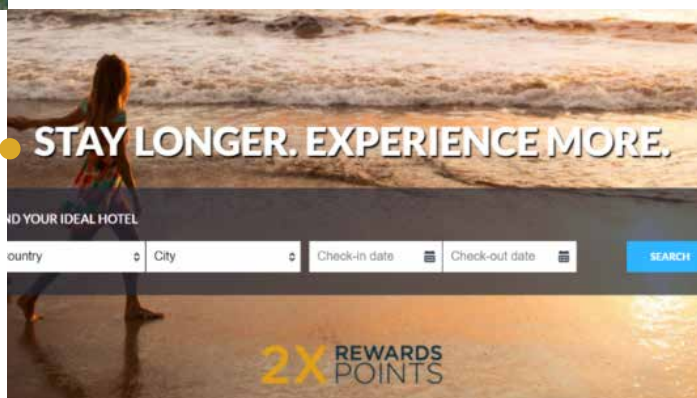 STAY LONGER. EXPERIENCE MORE.
ND YOUR IDEAL HOTEL
ountry City Check-in date Check-out date SEARCH
2X REWARDS
POINTS